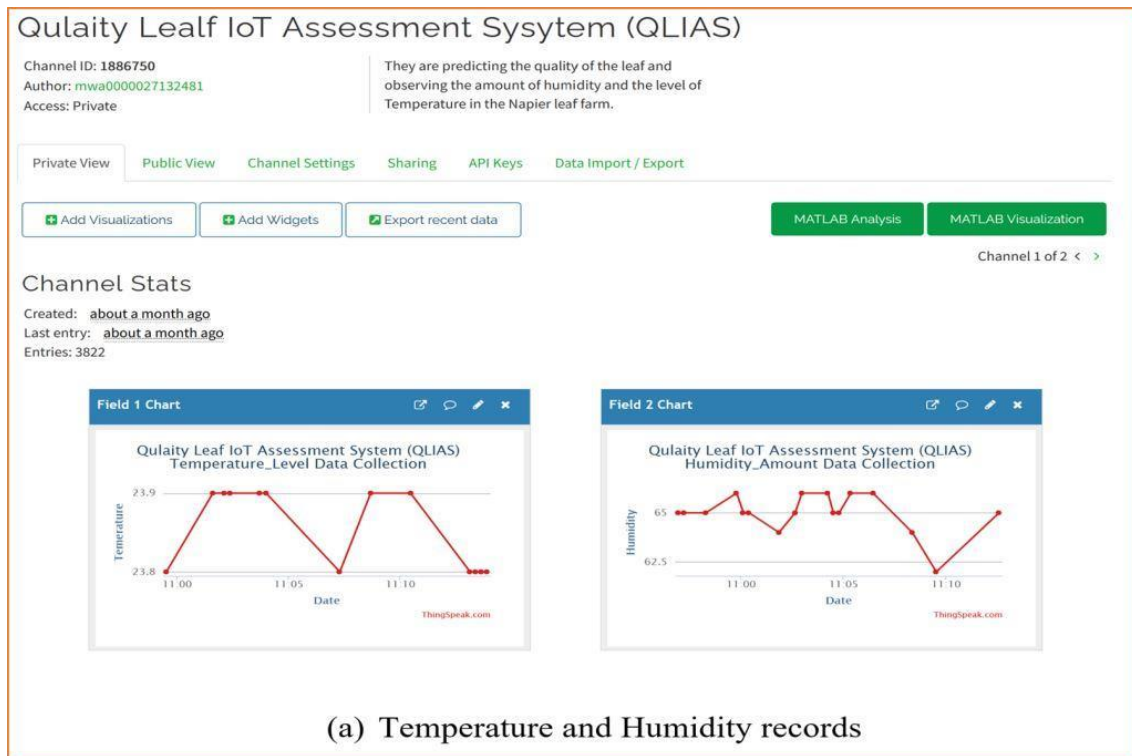 Qulaity Lealf IoT Assessment Sysytem (QLIAS)
Channel ID: 1886750
Author: mwa0000027132481
Access: Private
They are predicting the quality of the leaf and
observing the amount of humidity and the level of
Temperature in the Napier leaf farm.
Private View Public View Channel Settings Sharing API Keys Data Import / Export
Add Visualizations Add Widgets Export recent data MATLAB Analysis MATLAB Visualization
Channel 1 of 2 < >
Channel Stats
Created: about a month ago
Last entry: about a month ago
Entries: 3822
Field 1 Chart
Qulaity Leaf IoT Assessment System (QLIAS)
Temperature_Level Data Collection
Temerature
23.9
23.8
11:00 11:05 11:10
Date
ThingSpeak.com
Field 2 Chart
Qulaity Leaf IoT Assessment System (QLIAS)
Humidity_Amount Data Collection
Humidity
65
62.5
11:00 11:05 11:10
Date
ThingSpeak.com
(a) Temperature and Humidity records